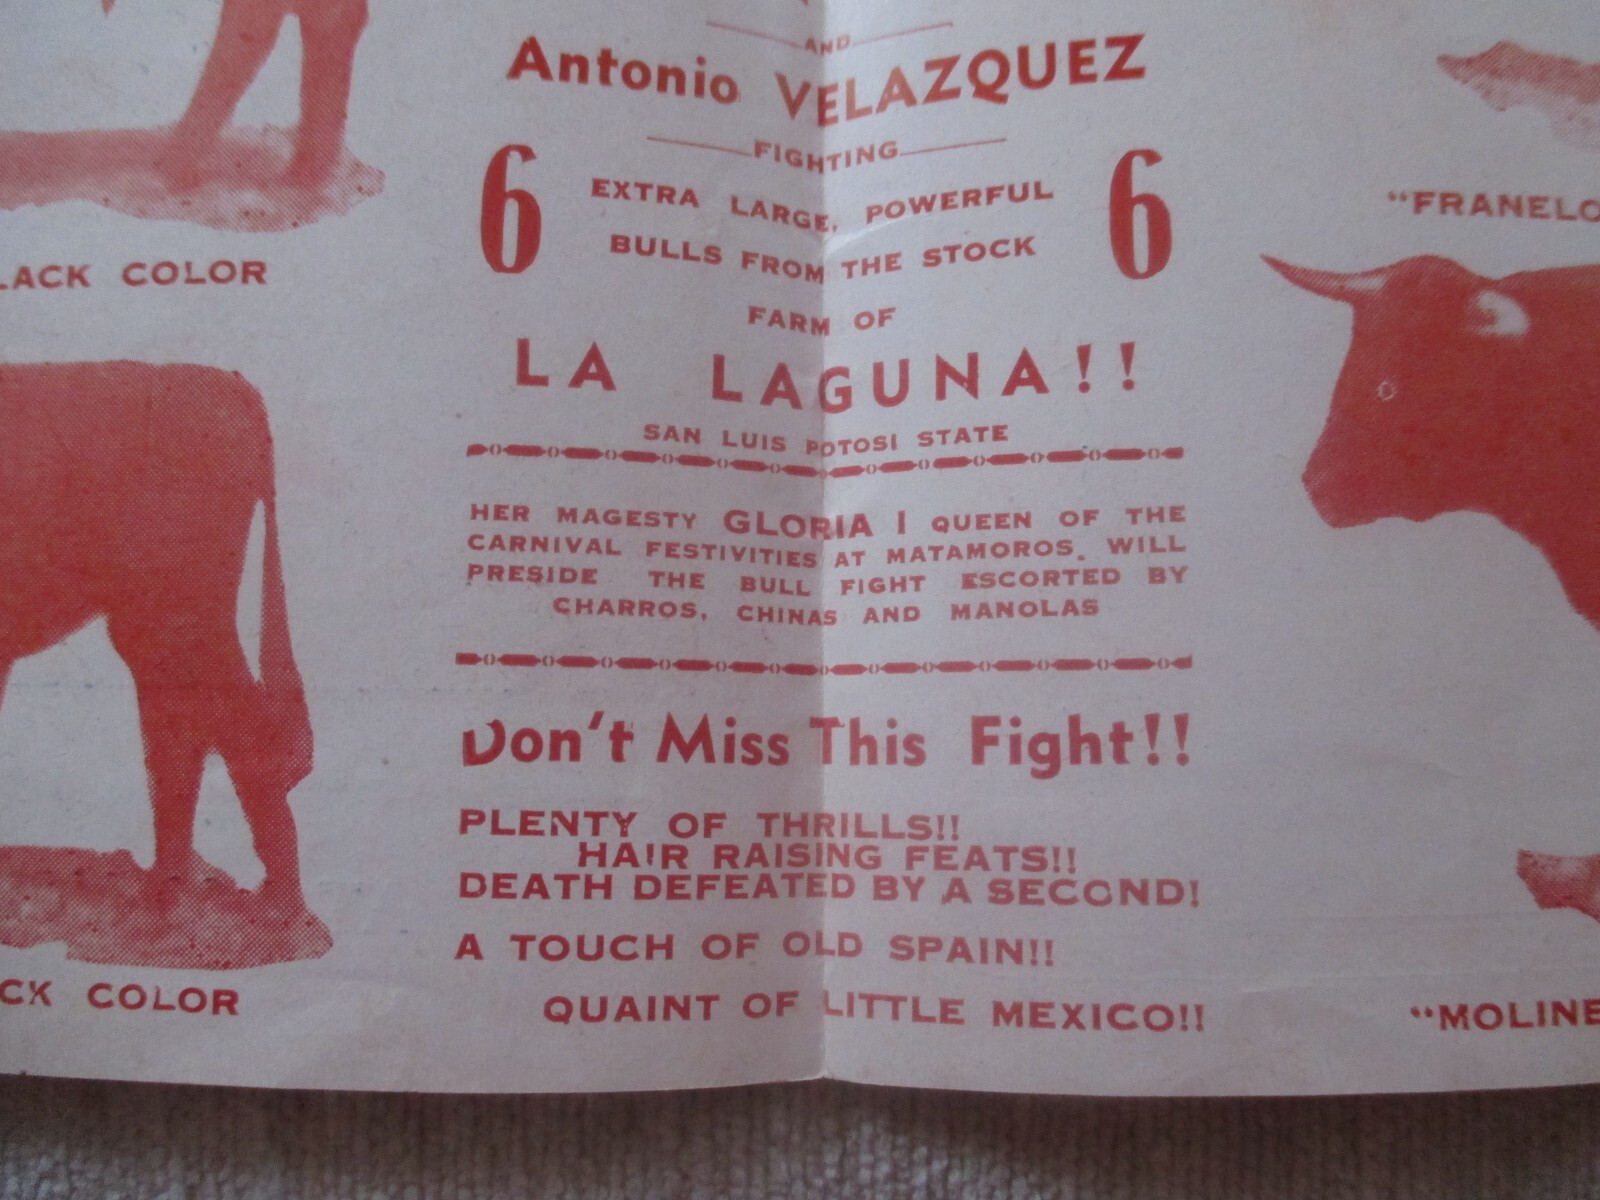 AND
Antonio VELAZQUEZ
FIGHTING
6 EXTRA LARGE, POWERFUL 6
BULLS FROM THE STOCK
FARM OF
LA LAGUNA!!
SAN LUIS POTOSI STATE
HER MAGESTY GLORIA I QUEEN OF THE
CARNIVAL FESTIVITIES AT MATAMOROS. WILL
PRESIDE THE BULL FIGHT ESCORTED BY
CHARROS, CHINAS AND MANOLAS
Don't Miss This Fight!!
PLENTY OF THRILLS!!
HAIR RAISING FEATS!!
DEATH DEFEATED BY A SECOND!
A TOUCH OF OLD SPAIN!!
QUAINT OF LITTLE MEXICO!!
LACK COLOR
CK COLOR
"FRANELO
"MOLINE